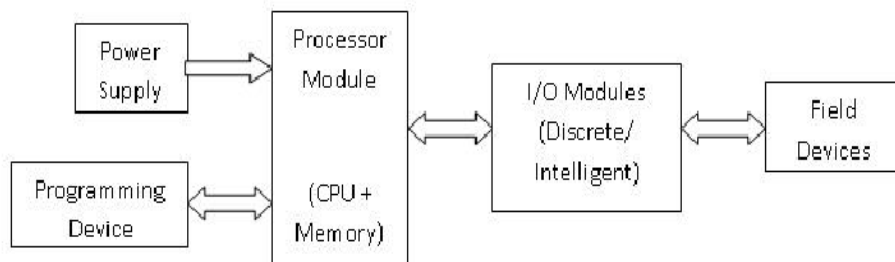 Power
Supply
Programming
Device
Processor
Module
(CPU +
Memory)
I/O Modules
(Discrete/
Intelligent)
Field
Devices